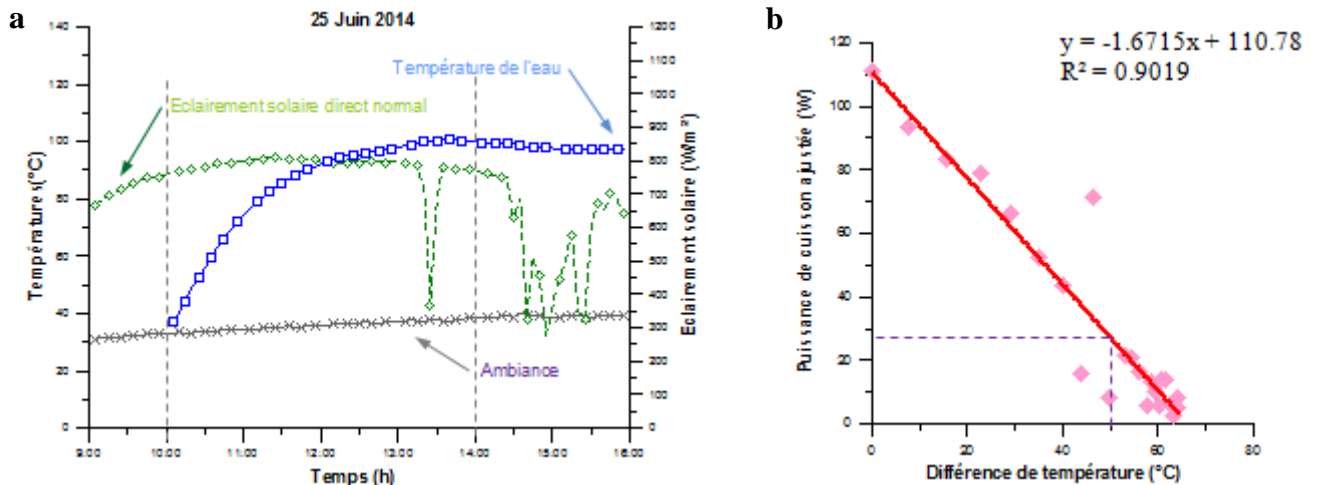 a
25 Juin 2014
140
120
100
80
60
40
20
0
Températures(°C)
Température de l'eau
Eclairement solaire direct normal
Ambiance
1200
1100
1000
900
800
700
600
500
400
300
200
100
0
Eclairement solaire (W/m²)
9:00 10:00 11:00 12:00 13:00 14:00 15:00 16:00
Temps (h)
b
y = -1.6715x + 110.78
R² = 0.9019
120
100
80
60
40
20
0
Puissance de cuisson ajustée (W)
0 20 40 60 80
Différence de température (°C)